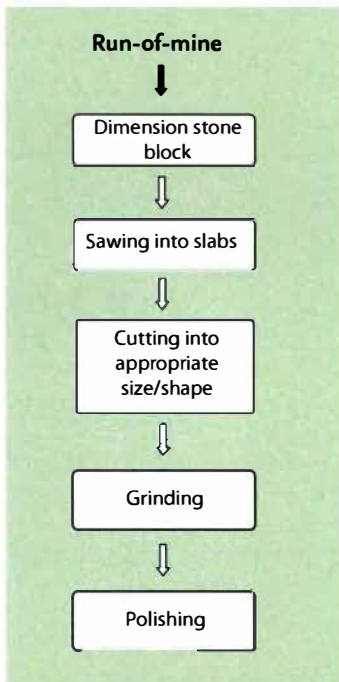 Run-of-mine
Dimension stone
block
Sawing into slabs
Cutting into
appropriate
size/shape
Grinding
Polishing